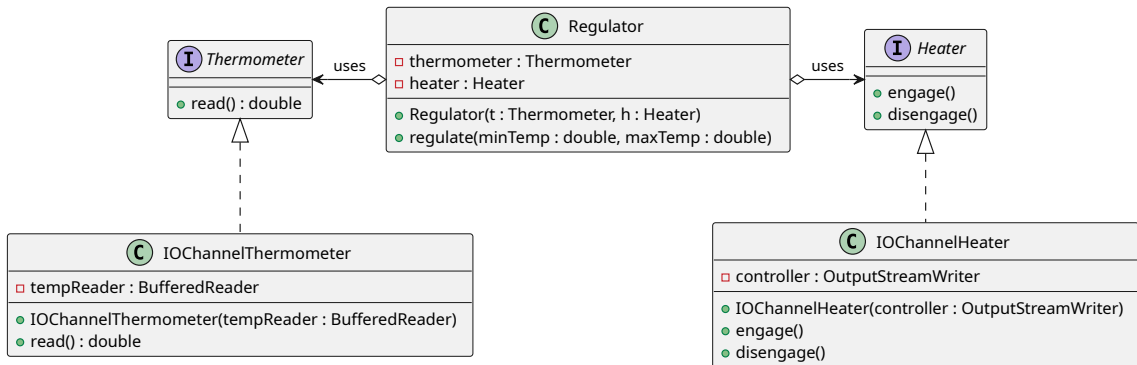 I Thermometer
+ read() : double
uses
C Regulator
thermometer : Thermometer
heater : Heater
Regulator(t : Thermometer, h : Heater)
regulate(minTemp : double, maxTemp : double)
uses
I Heater
engage()
disengage()
C IOChannelThermometer
tempReader : BufferedReader
IOChannelThermometer(tempReader : BufferedReader)
read() : double
C IOChannelHeater
controller : OutputStreamWriter
IOChannelHeater(controller : OutputStreamWriter)
engage()
disengage()